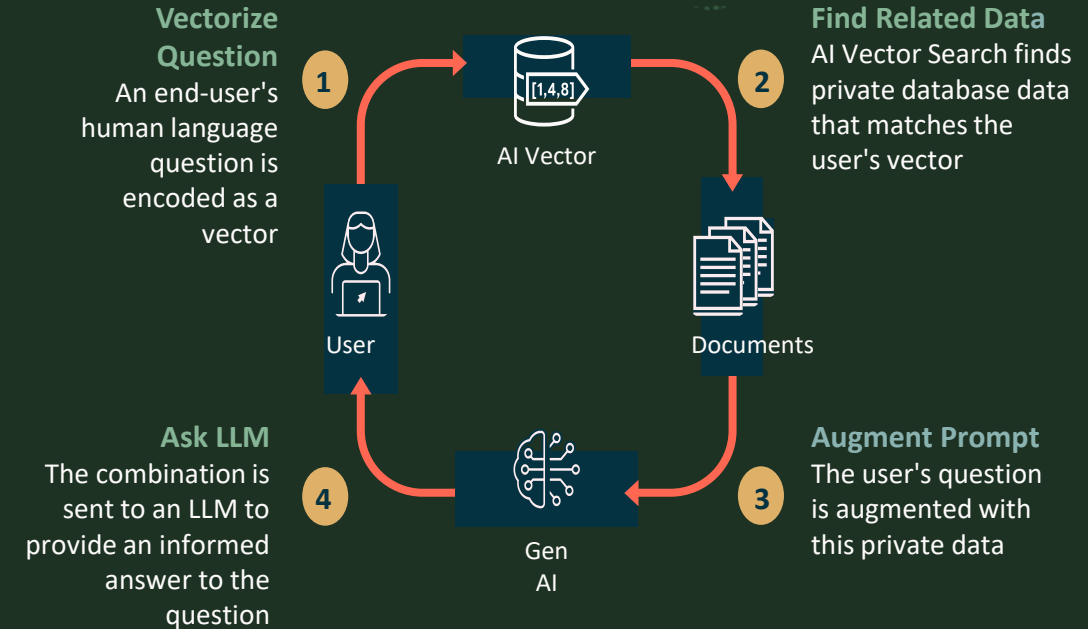 Vectorize
Question
An end-user's
human language
question is
encoded as a
vector
1
[1,4,8]
AI Vector
2
Find Related Data
AI Vector Search finds
private database data
that matches the
user's vector
User
Documents
Ask LLM
The combination is
sent to an LLM to
provide an informed
answer to the
question
4
Gen
AI
3
Augment Prompt
The user's question
is augmented with
this private data